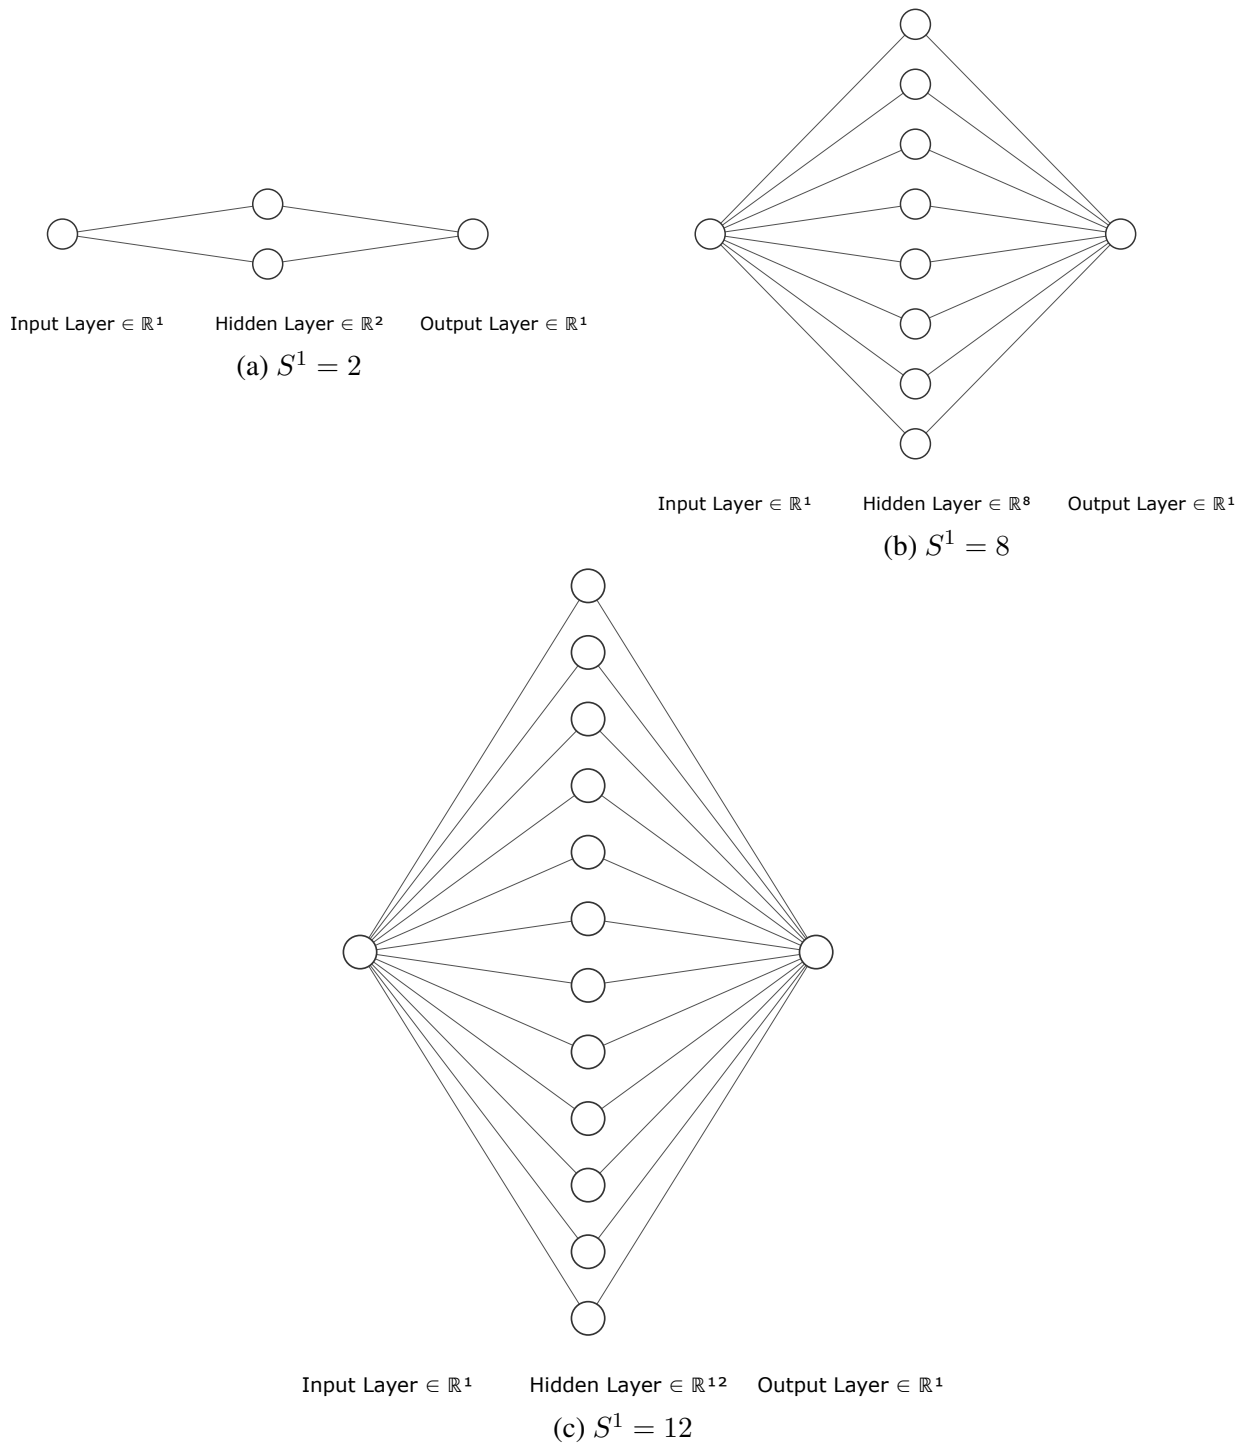 Input Layer ∈ ℝ¹ Hidden Layer ∈ ℝ² Output Layer ∈ ℝ¹
(a) S¹ = 2
Input Layer ∈ ℝ¹ Hidden Layer ∈ ℝ⁸ Output Layer ∈ ℝ¹
(b) S¹ = 8
Input Layer ∈ ℝ¹ Hidden Layer ∈ ℝ¹² Output Layer ∈ ℝ¹
(c) S¹ = 12